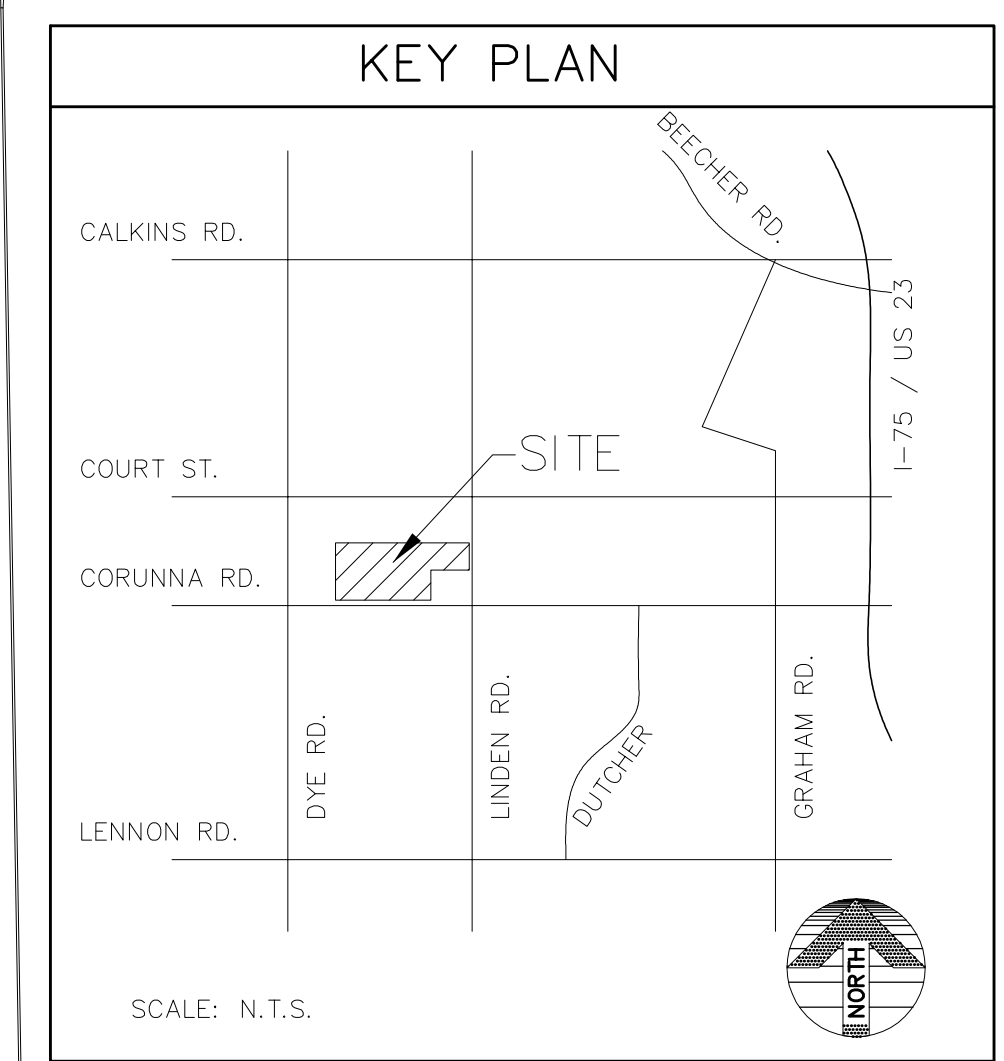 KEY PLAN
BEECHER RD.
CALKINS RD.
I-75 / US 23
SITE
COURT ST.
CORUNNA RD.
DYE RD.
LINDEN RD.
DUTCHER
GRAHAM RD.
LENNON RD.
NORTH
SCALE: N.T.S.